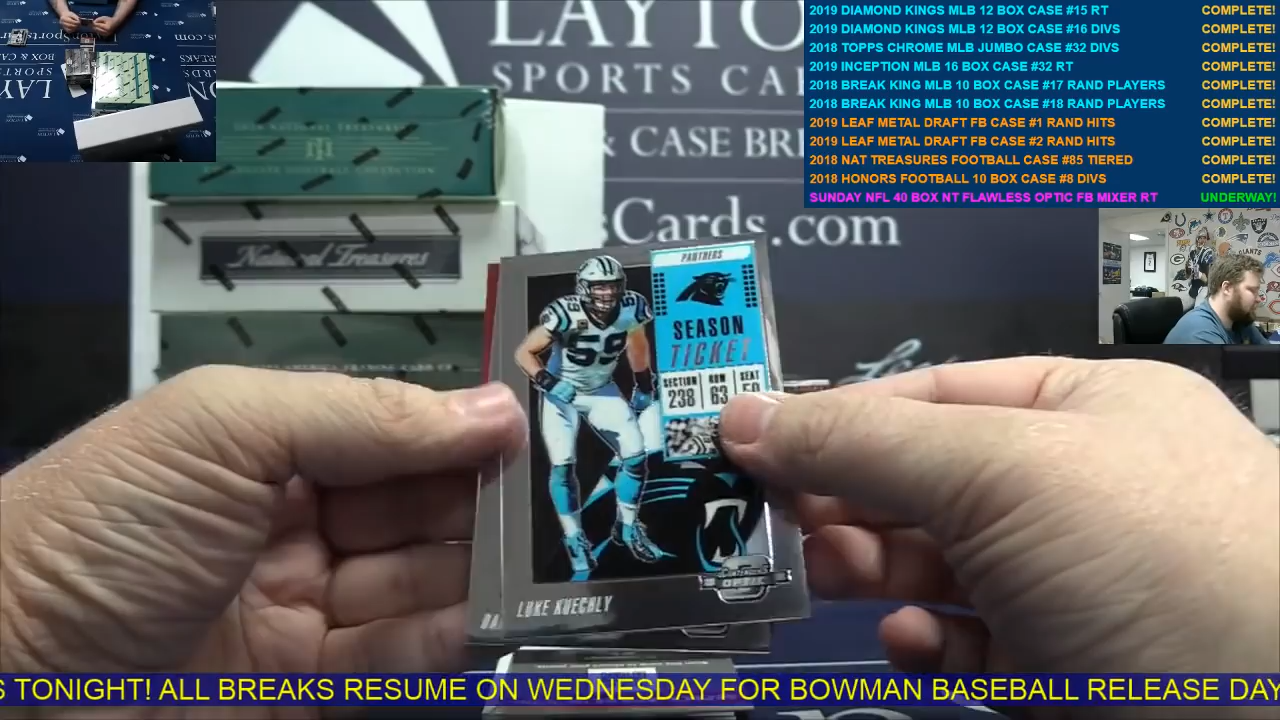 2019 DIAMOND KINGS MLB 12 BOX CASE #15 RT COMPLETE!
2019 DIAMOND KINGS MLB 12 BOX CASE #16 DIVS COMPLETE!
2018 TOPPS CHROME MLB JUMBO CASE #32 DIVS COMPLETE!
2019 INCEPTION MLB 16 BOX CASE #32 RT COMPLETE!
2018 BREAK KING MLB 10 BOX CASE #17 RAND PLAYERS COMPLETE!
2018 BREAK KING MLB 10 BOX CASE #18 RAND PLAYERS COMPLETE!
2019 LEAF METAL DRAFT FB CASE #1 RAND HITS COMPLETE!
2019 LEAF METAL DRAFT FB CASE #2 RAND HITS COMPLETE!
2018 NAT TREASURES FOOTBALL CASE #85 TIERED COMPLETE!
2018 HONORS FOOTBALL 10 BOX CASE #8 DIVS COMPLETE!
SUNDAY NFL 40 BOX NT FLAWLESS OPTIC FB MIXER RT UNDERWAY!
LAYTO
SPORTS CA
& CASE BRE
sCards.com
National Treasures
PANTHERS
SEASON
TICKET
SECTION ROW SEAT
238 63 59
59
OPTIC
LUKE KUECHLY
S TONIGHT! ALL BREAKS RESUME ON WEDNESDAY FOR BOWMAN BASEBALL RELEASE DAY